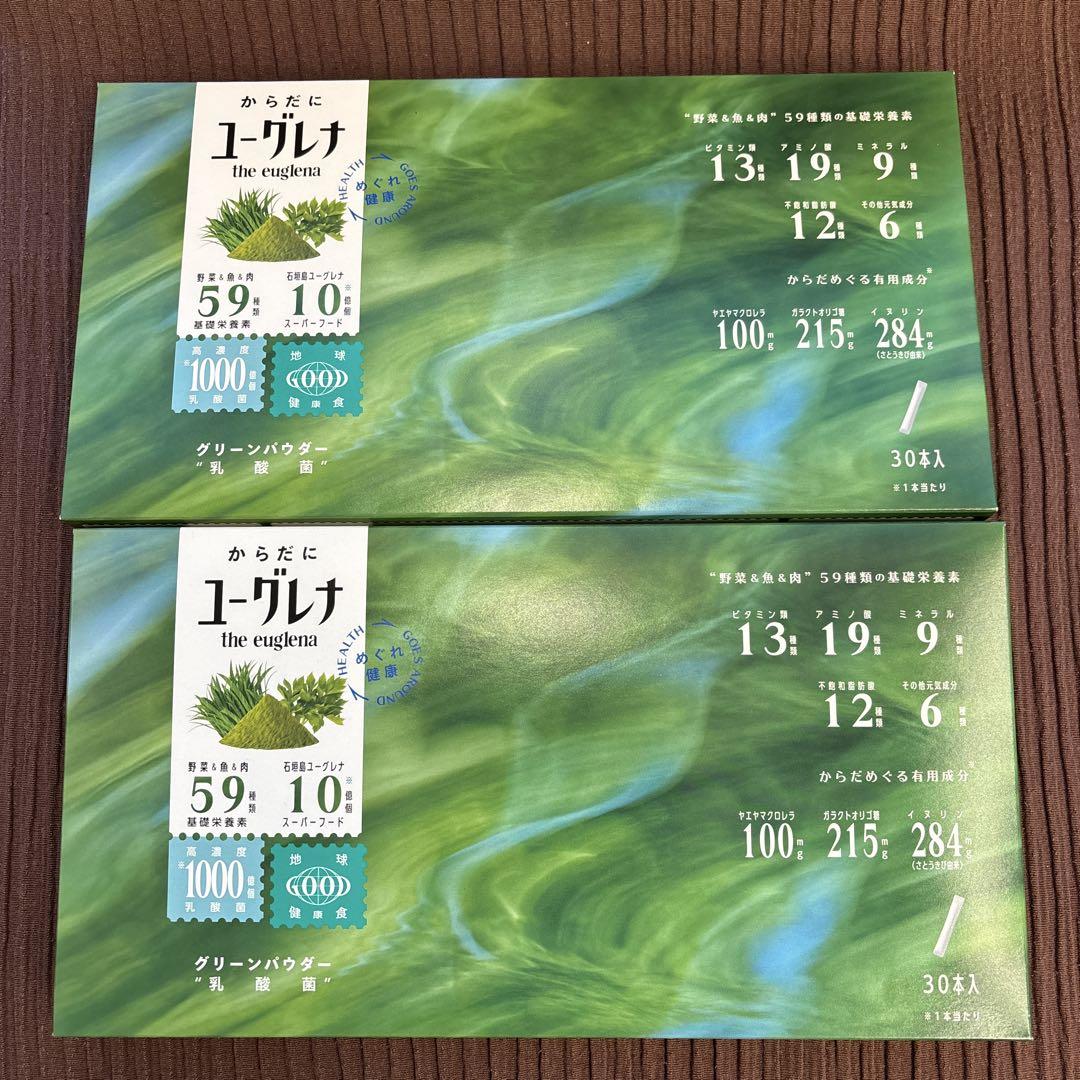 からだに
ユーグレナ
the euglena
HEALTH GOES AROUND
めぐれ
健康
野菜&魚&肉
59種類
基礎栄養素
石垣島ユーグレナ
10※億個
スーパーフード
高濃度
※1000億個
乳酸菌
地球
GOOD
健康食
グリーンパウダー
"乳酸菌"
"野菜&魚&肉"59種類の基礎栄養素
ビタミン類
13種類
アミノ酸
19種類
ミネラル
9種類
不飽和脂肪酸
12種類
その他元気成分
6種類
からだめぐる有用成分※
ヤエヤマクロレラ
100mg
ガラクトオリゴ糖
215mg
イヌリン
284mg
(さとうきび由来)
30本入
※1本当たり
からだに
ユーグレナ
the euglena
HEALTH GOES AROUND
めぐれ
健康
野菜&魚&肉
59種類
基礎栄養素
石垣島ユーグレナ
10※億個
スーパーフード
高濃度
※1000億個
乳酸菌
地球
GOOD
健康食
グリーンパウダー
"乳酸菌"
"野菜&魚&肉"59種類の基礎栄養素
ビタミン類
13種類
アミノ酸
19種類
ミネラル
9種類
不飽和脂肪酸
12種類
その他元気成分
6種類
からだめぐる有用成分※
ヤエヤマクロレラ
100mg
ガラクトオリゴ糖
215mg
イヌリン
284mg
(さとうきび由来)
30本入
※1本当たり